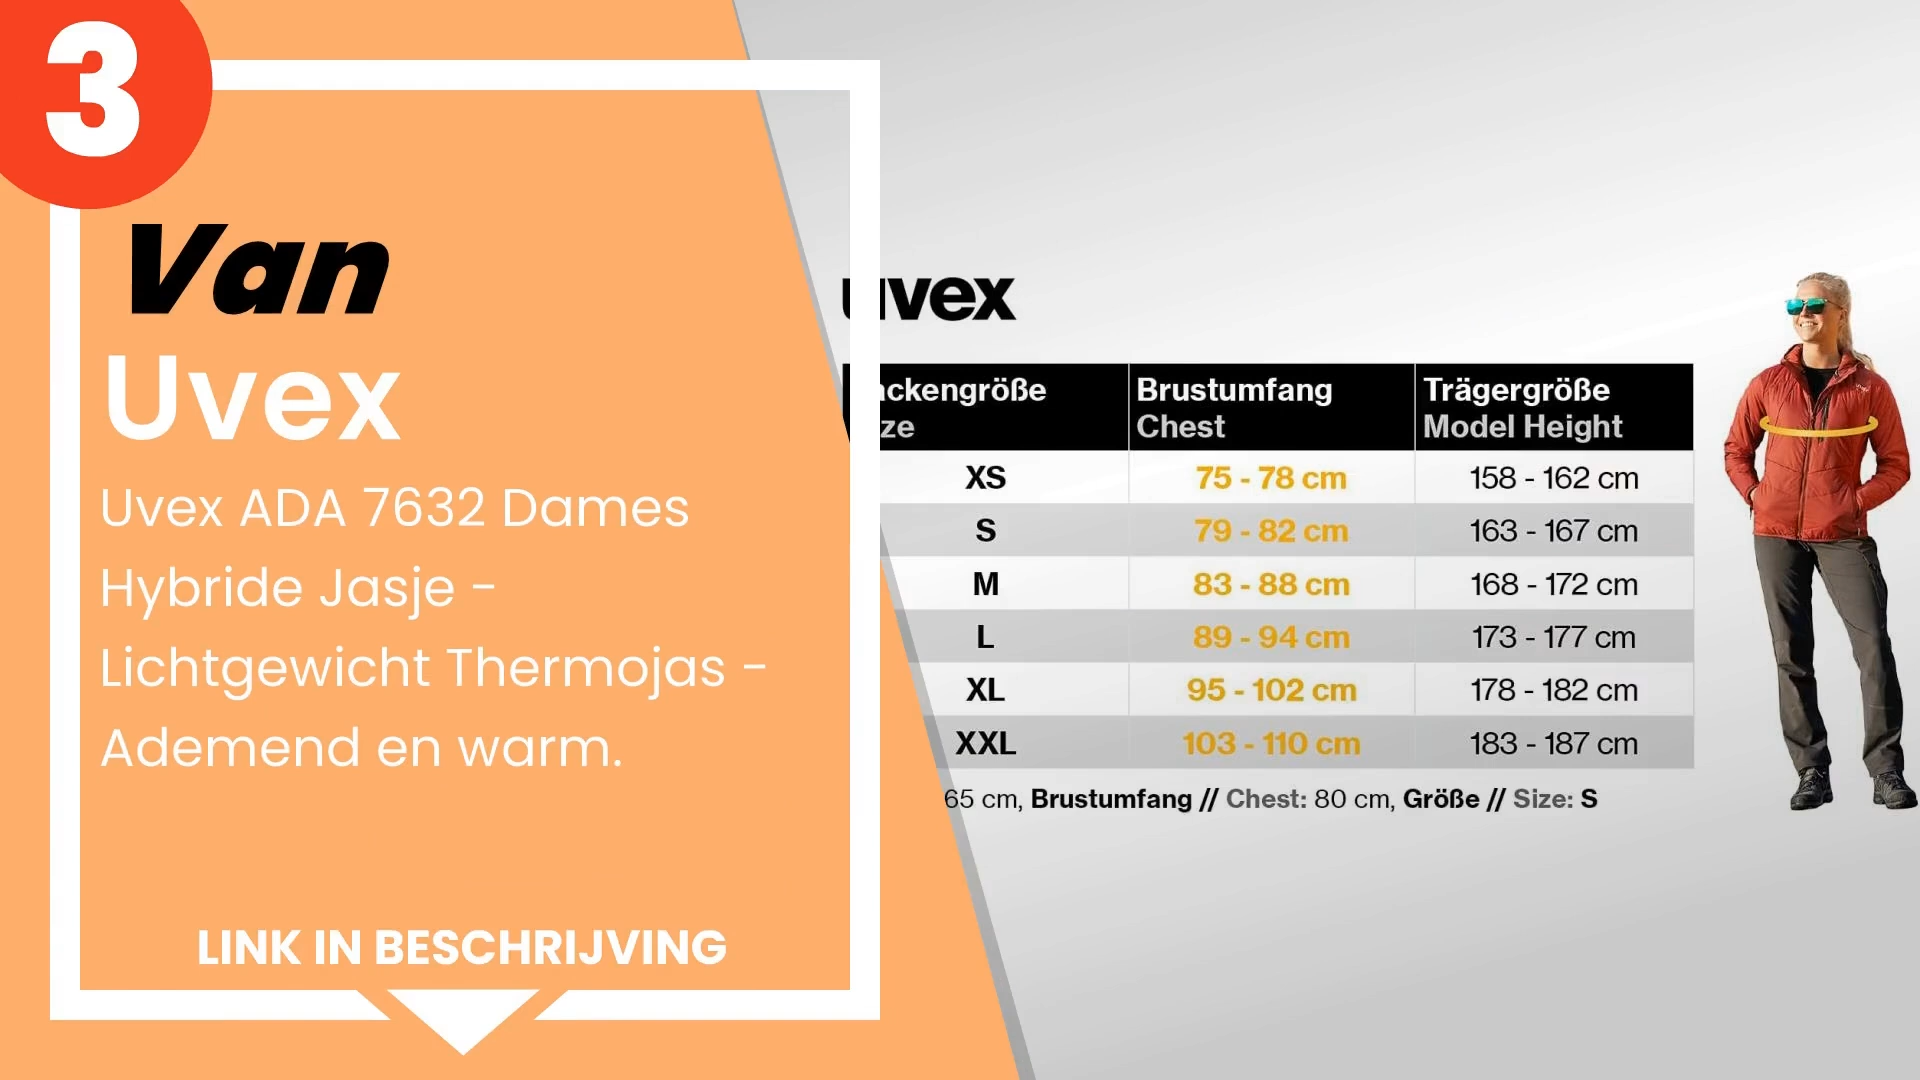 3
Van
Uvex
Uvex ADA 7632 Dames
Hybride Jasje -
Lichtgewicht Thermojas -
Ademend en warm.
LINK IN BESCHRIJVING
uvex
Brustumfang Trägergröße
Chest Model Height
XS 75 - 78 cm 158 - 162 cm
S 79 - 82 cm 163 - 167 cm
M 83 - 88 cm 168 - 172 cm
L 89 - 94 cm 173 - 177 cm
XL 95 - 102 cm 178 - 182 cm
XXL 103 - 110 cm 183 - 187 cm
65 cm, Brustumfang // Chest: 80 cm, Größe // Size: S